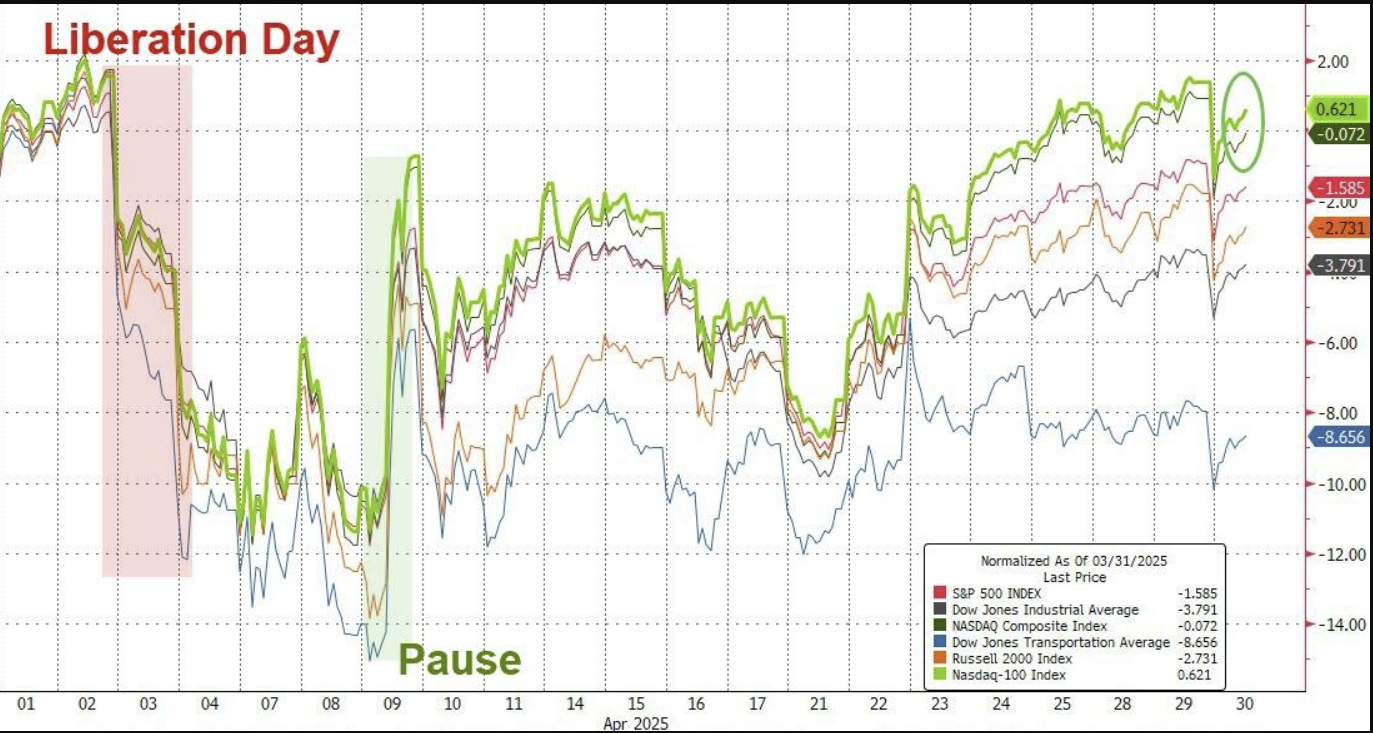 Liberation Day
2.00
0.621
-0.072
-1.585
-2.00
-2.731
-3.791
-6.00
-8.00
-8.656
-10.00
-12.00
-14.00
Pause
Normalized As Of 03/31/2025
Last Price
S&P 500 INDEX -1.585
Dow Jones Industrial Average -3.791
NASDAQ Composite Index -0.072
Dow Jones Transportation Average -8.656
Russell 2000 Index -2.731
Nasdaq-100 Index 0.621
01 02 03 04 07 08 09 10 11 14 15 16 17 21 22 23 24 25 28 29 30
Apr 2025